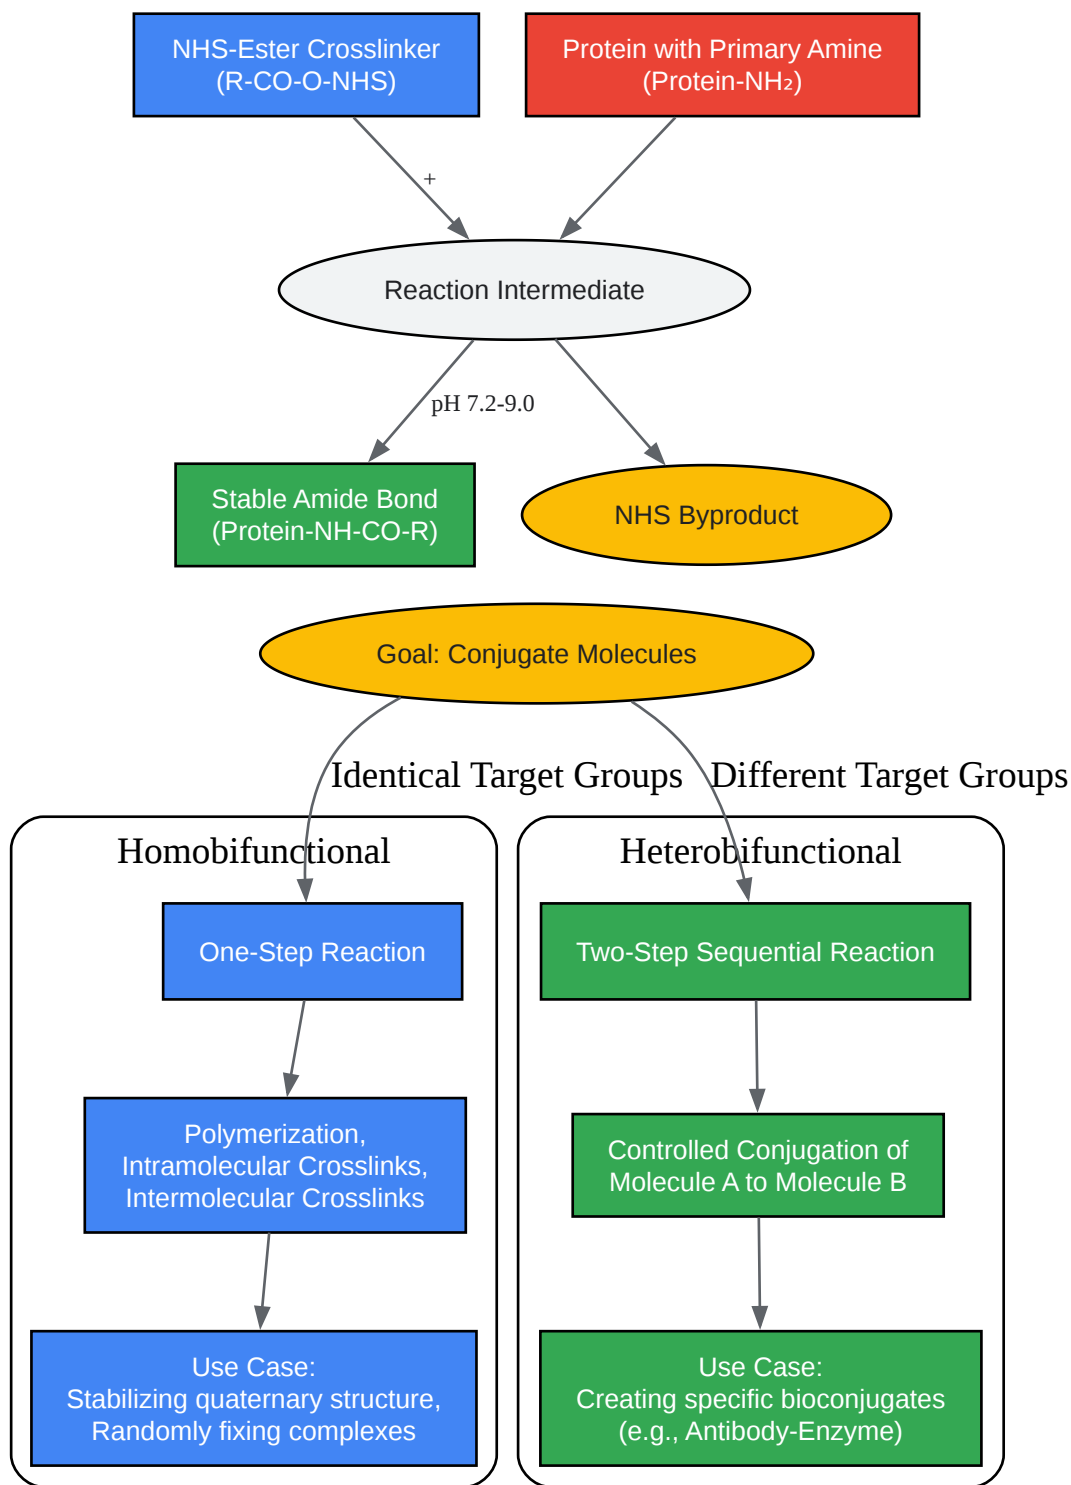 NHS-Ester Crosslinker
(R-CO-O-NHS)
Protein with Primary Amine
(Protein-NH₂)
+
Reaction Intermediate
pH 7.2-9.0
Stable Amide Bond
(Protein-NH-CO-R)
NHS Byproduct
Goal: Conjugate Molecules
Identical Target Groups
Different Target Groups
Homobifunctional
One-Step Reaction
Polymerization,
Intramolecular Crosslinks,
Intermolecular Crosslinks
Use Case:
Stabilizing quaternary structure,
Randomly fixing complexes
Heterobifunctional
Two-Step Sequential Reaction
Controlled Conjugation of
Molecule A to Molecule B
Use Case:
Creating specific bioconjugates
(e.g., Antibody-Enzyme)